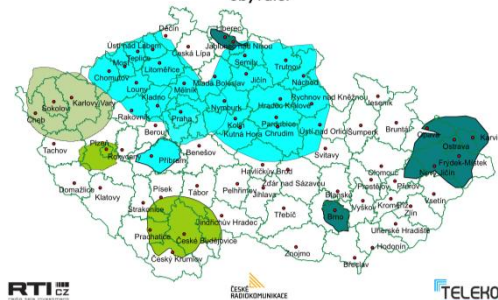 Děčín
Liberec
Ústí nad Labem
Česká Lípa
Jablonec nad Nisou
Teplice
Most
Litoměřice
Semily
Trutnov
Chomutov
Louny
Mělník
Mladá Boleslav
Jičín
Náchod
Sokolov
Karlovy Vary
Cheb
Kladno
Rakovník
Praha
Nymburk
Hradec Králové
Rychnov nad Kněžnou
Jeseník
Beroun
Kolín
Pardubice
Kutná Hora
Chrudim
Ústí nad Orlicí
Šumperk
Bruntál
Opava
Karviná
Ostrava
Tachov
Plzeň
Rokycany
Příbram
Benešov
Svitavy
Frýdek-Místek
Nový Jičín
Havlíčkův Brod
Olomouc
Žďár nad Sázavou
Domažlice
Klatovy
Písek
Tábor
Pelhřimov
Jihlava
Blansko
Prostějov
Přerov
Vsetín
Strakonice
Třebíč
Brno
Vyškov
Kroměříž
Zlín
Prachatice
České Budějovice
Jindřichův Hradec
Uherské Hradiště
Český Krumlov
Znojmo
Hodonín
Břeclav
RTI CZ
ČESKÉ
RADIOKOMUNIKACE
TELEKO